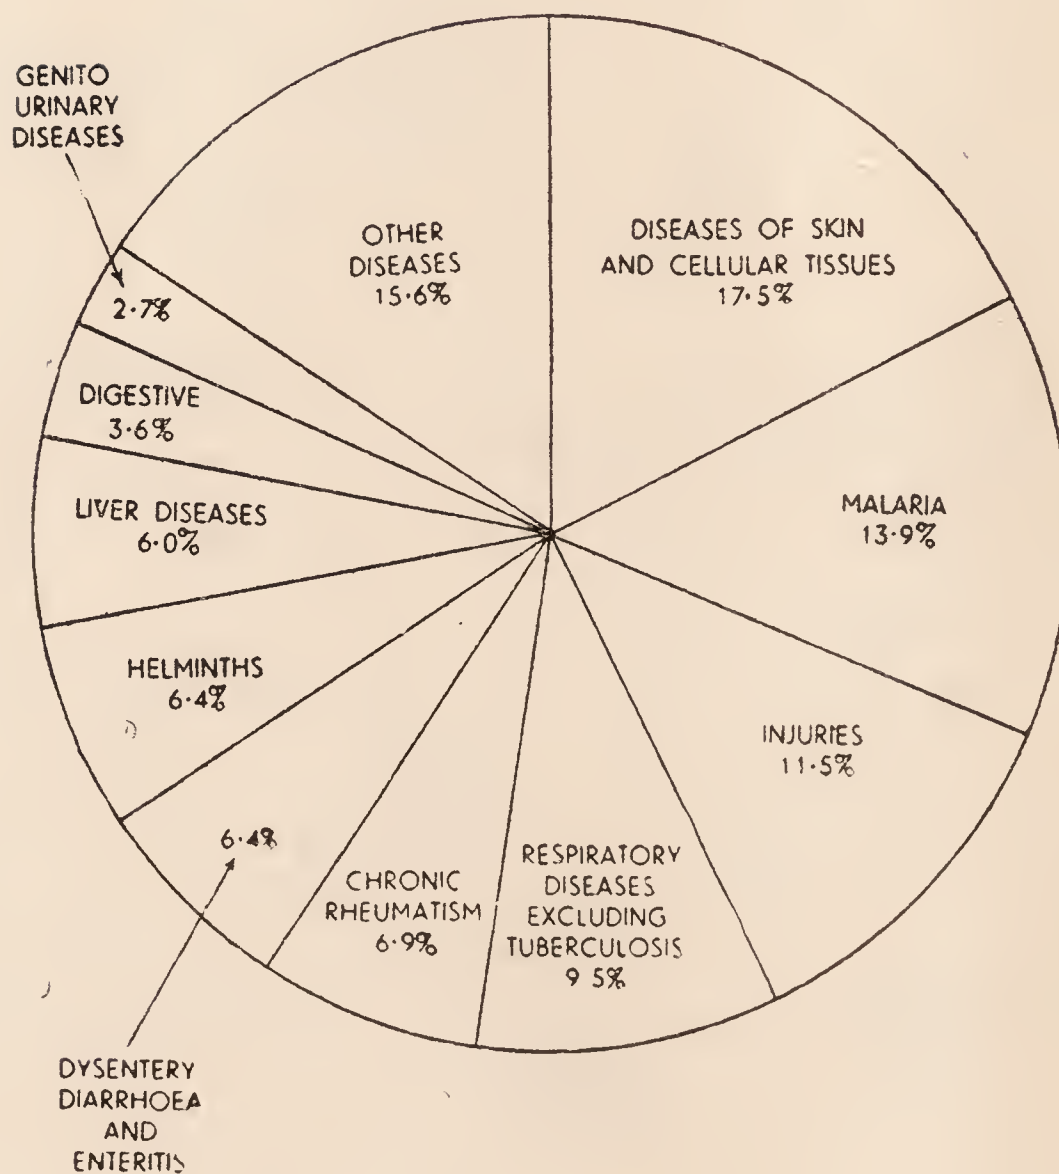 GENITO
URINARY
DISEASES
2·7%
OTHER
DISEASES
15·6%
DISEASES OF SKIN
AND CELLULAR TISSUES
17·5%
MALARIA
13·9%
INJURIES
11·5%
RESPIRATORY
DISEASES
EXCLUDING
TUBERCULOSIS
9 5%
CHRONIC
RHEUMATISM
6·9%
6·4%
DYSENTERY
DIARRHOEA
AND
ENTERITIS
HELMINTHS
6·4%
LIVER DISEASES
6·0%
DIGESTIVE
3·6%